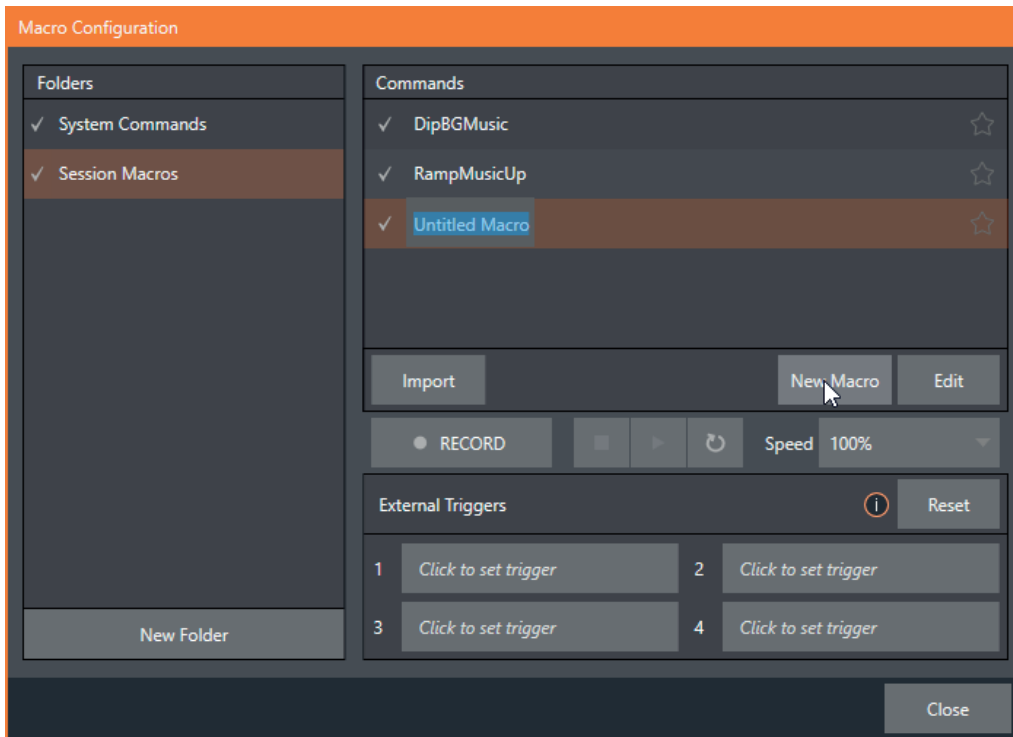 Macro Configuration
Folders
System Commands
Session Macros
New Folder
Commands
DipBGMusic
RampMusicUp
Untitled Macro
Import
New Macro
Edit
RECORD
Speed 100%
External Triggers
i
Reset
1 Click to set trigger
2 Click to set trigger
3 Click to set trigger
4 Click to set trigger
Close